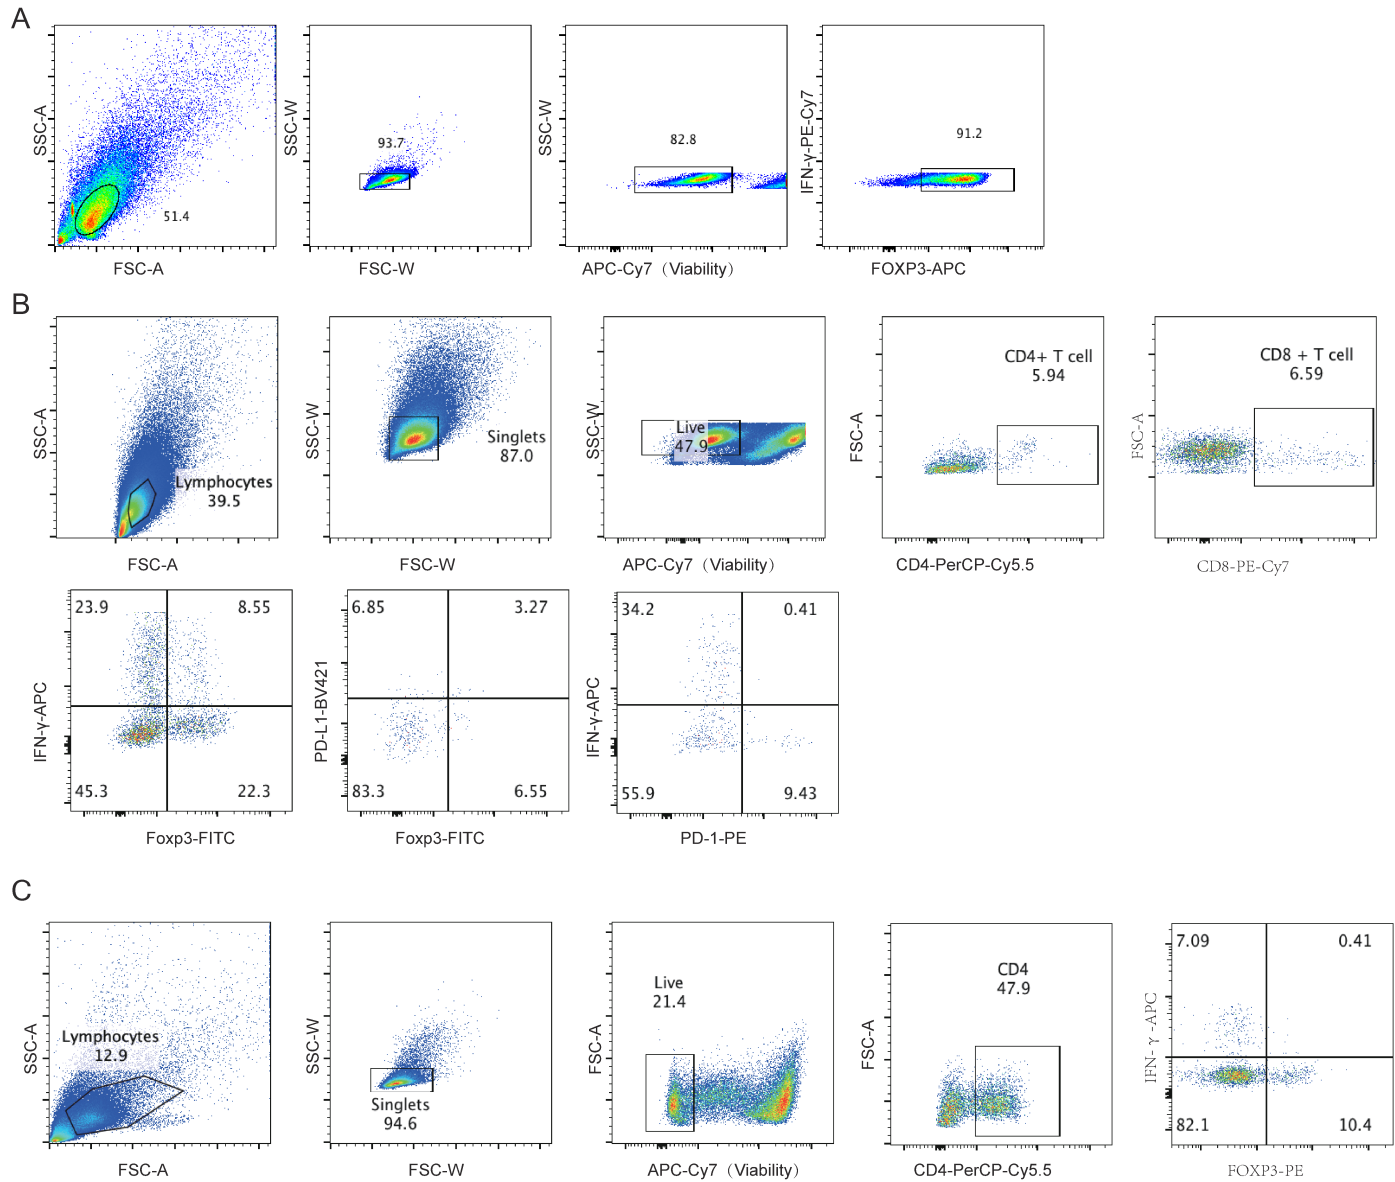 A
SSC-A
51.4
FSC-A
SSC-W
93.7
FSC-W
SSC-W
82.8
APC-Cy7（Viability）
IFN-γ-PE-Cy7
91.2
FOXP3-APC
B
SSC-A
Lymphocytes
39.5
FSC-A
SSC-W
Singlets
87.0
FSC-W
SSC-W
Live
47.9
APC-Cy7（Viability）
FSC-A
CD4+ T cell
5.94
CD4-PerCP-Cy5.5
FSC-A
CD8 + T cell
6.59
CD8-PE-Cy7
IFN-γ-APC
23.9
8.55
45.3
22.3
Foxp3-FITC
PD-L1-BV421
6.85
3.27
83.3
6.55
Foxp3-FITC
IFN-γ-APC
34.2
0.41
55.9
9.43
PD-1-PE
C
SSC-A
Lymphocytes
12.9
FSC-A
SSC-W
Singlets
94.6
FSC-W
FSC-A
Live
21.4
APC-Cy7（Viability）
FSC-A
CD4
47.9
CD4-PerCP-Cy5.5
IFN- γ -APC
7.09
0.41
82.1
10.4
FOXP3-PE